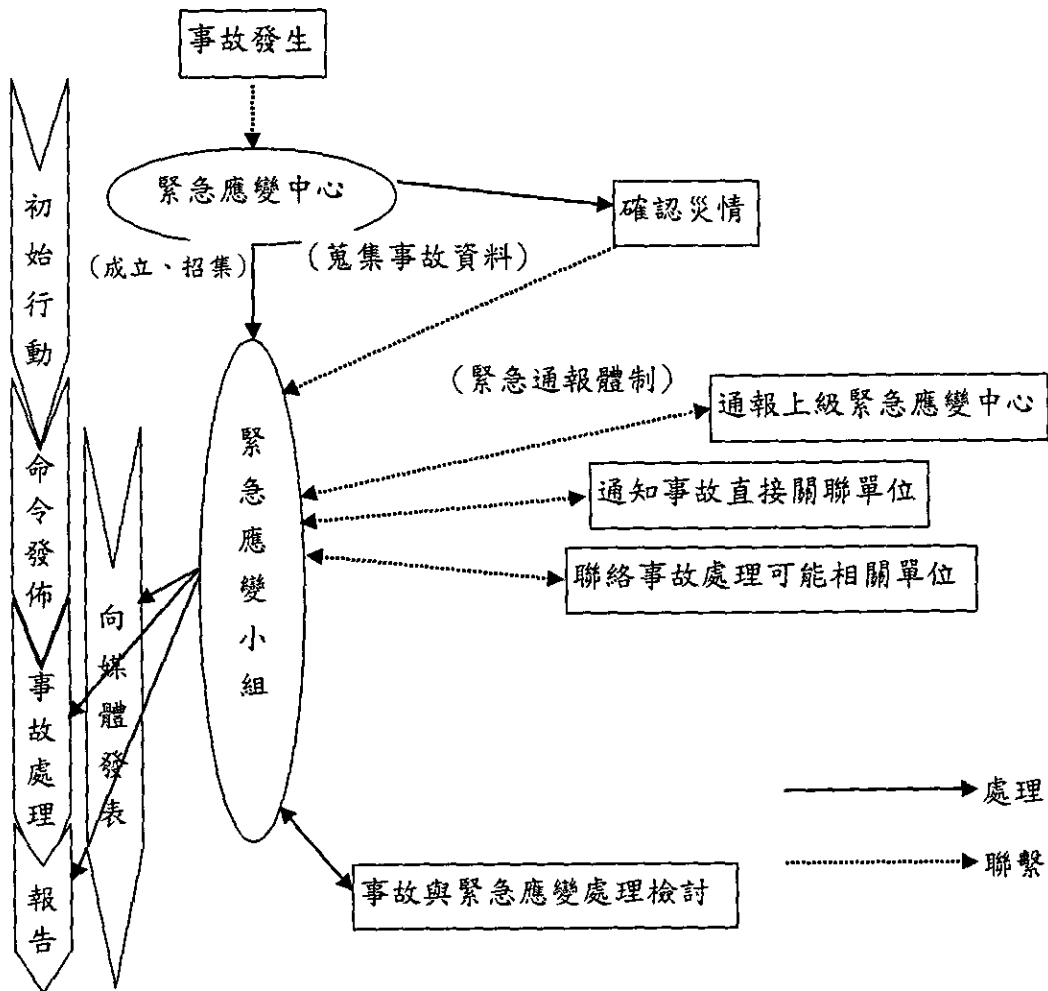 事故發生
緊急應變中心
確認災情
(成立、招集)
(蒐集事故資料)
(緊急通報體制)
通報上級緊急應變中心
通知事故直接關聯單位
聯絡事故處理可能相關單位
緊急應變小組
初始行動
命令發佈
事故處理
報告
向媒體發表
事故與緊急應變處理檢討
處理
聯繫